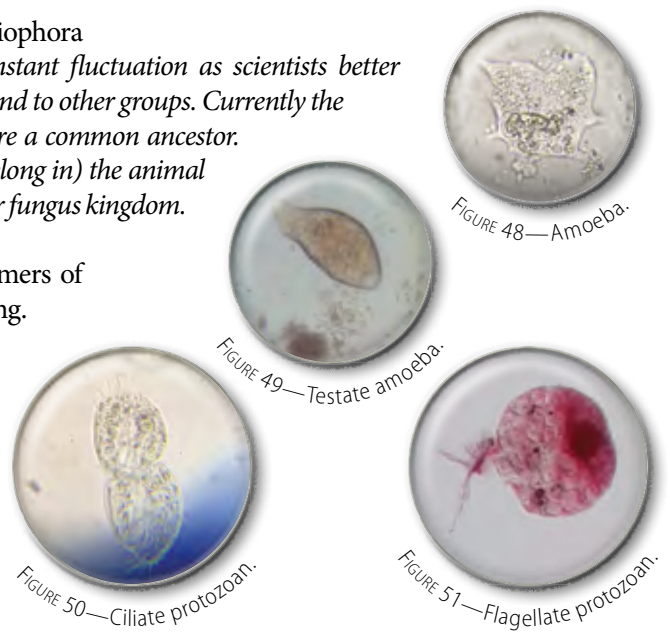 iophora
nstant fluctuation as scientists better
nd to other groups. Currently the
re a common ancestor.
long in) the animal
r fungus kingdom.
mers of
ng.
FIGURE 48—Amoeba.
FIGURE 49—Testate amoeba.
FIGURE 50—Ciliate protozoan.
FIGURE 51—Flagellate protozoan.